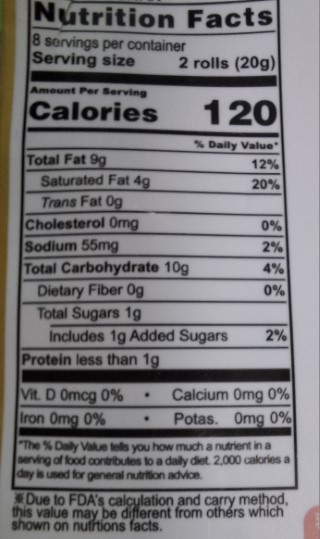 Nutrition Facts
8 servings per container
Serving size 2 rolls (20g)
Amount Per Serving
Calories 120
% Daily Value*
Total Fat 9g 12%
Saturated Fat 4g 20%
Trans Fat 0g
Cholesterol 0mg 0%
Sodium 55mg 2%
Total Carbohydrate 10g 4%
Dietary Fiber 0g 0%
Total Sugars 1g
Includes 1g Added Sugars 2%
Protein less than 1g
Vit. D 0mcg 0% • Calcium 0mg 0%
Iron 0mg 0% • Potas. 0mg 0%
*The % Daily Value tells you how much a nutrient in a
serving of food contributes to a daily diet. 2,000 calories a
day is used for general nutrition advice.
※Due to FDA's calculation and carry method,
this value may be different from others which
shown on nutrtions facts.